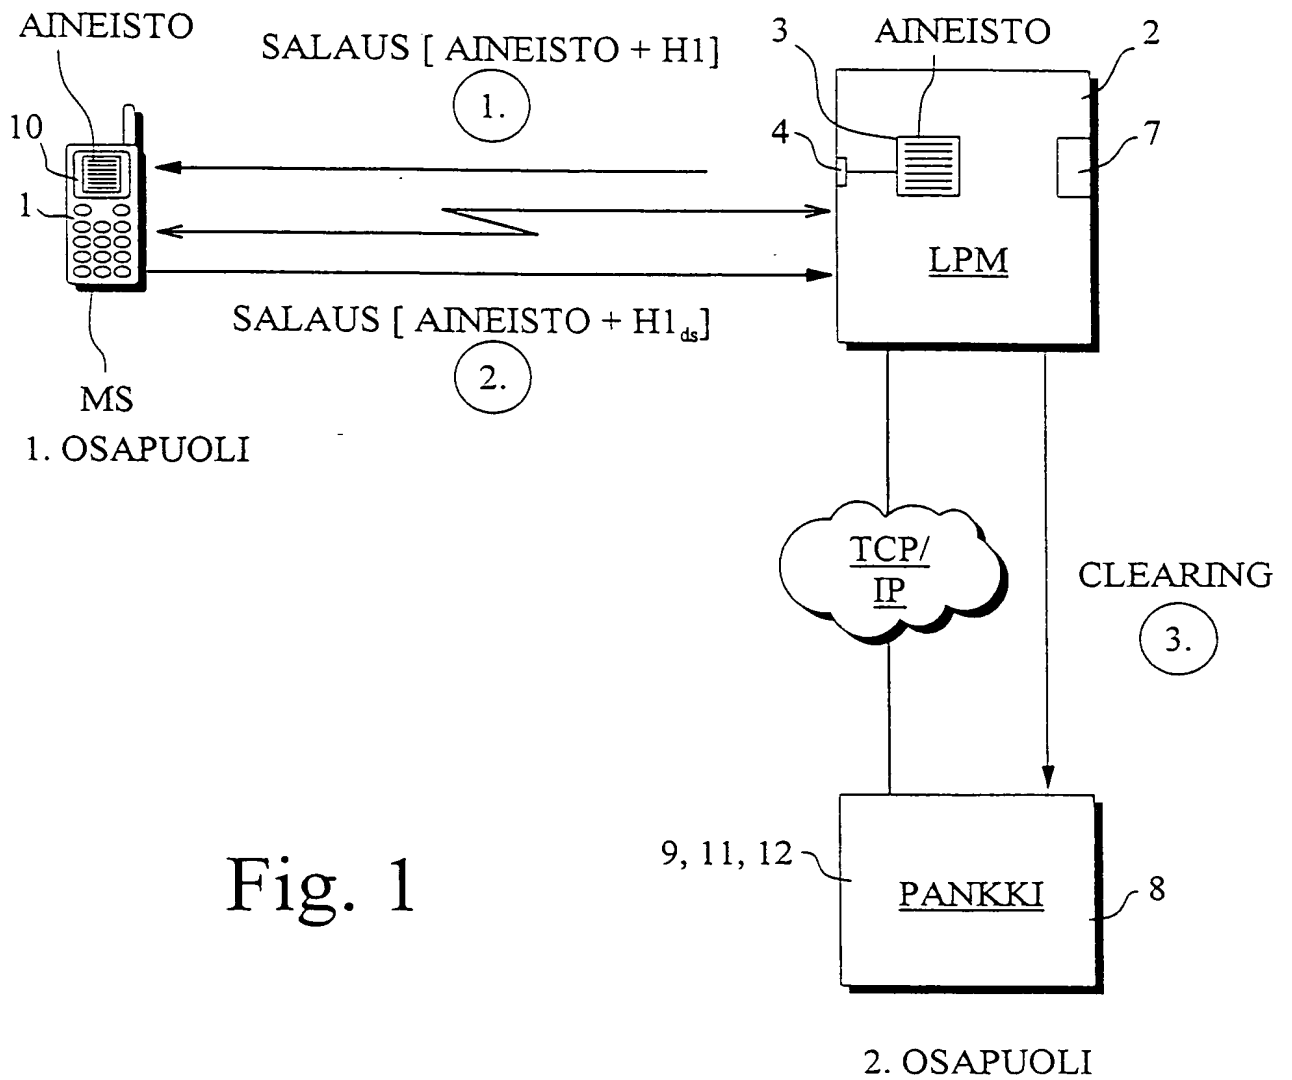 AINEISTO
SALAUS [ AINEISTO + H1]
1.
3
AINEISTO
2
10
4
7
1
LPM
SALAUS [ AINEISTO + H1ds]
2.
MS
1. OSAPUOLI
TCP/
IP
CLEARING
3.
9, 11, 12
PANKKI
8
Fig. 1
2. OSAPUOLI